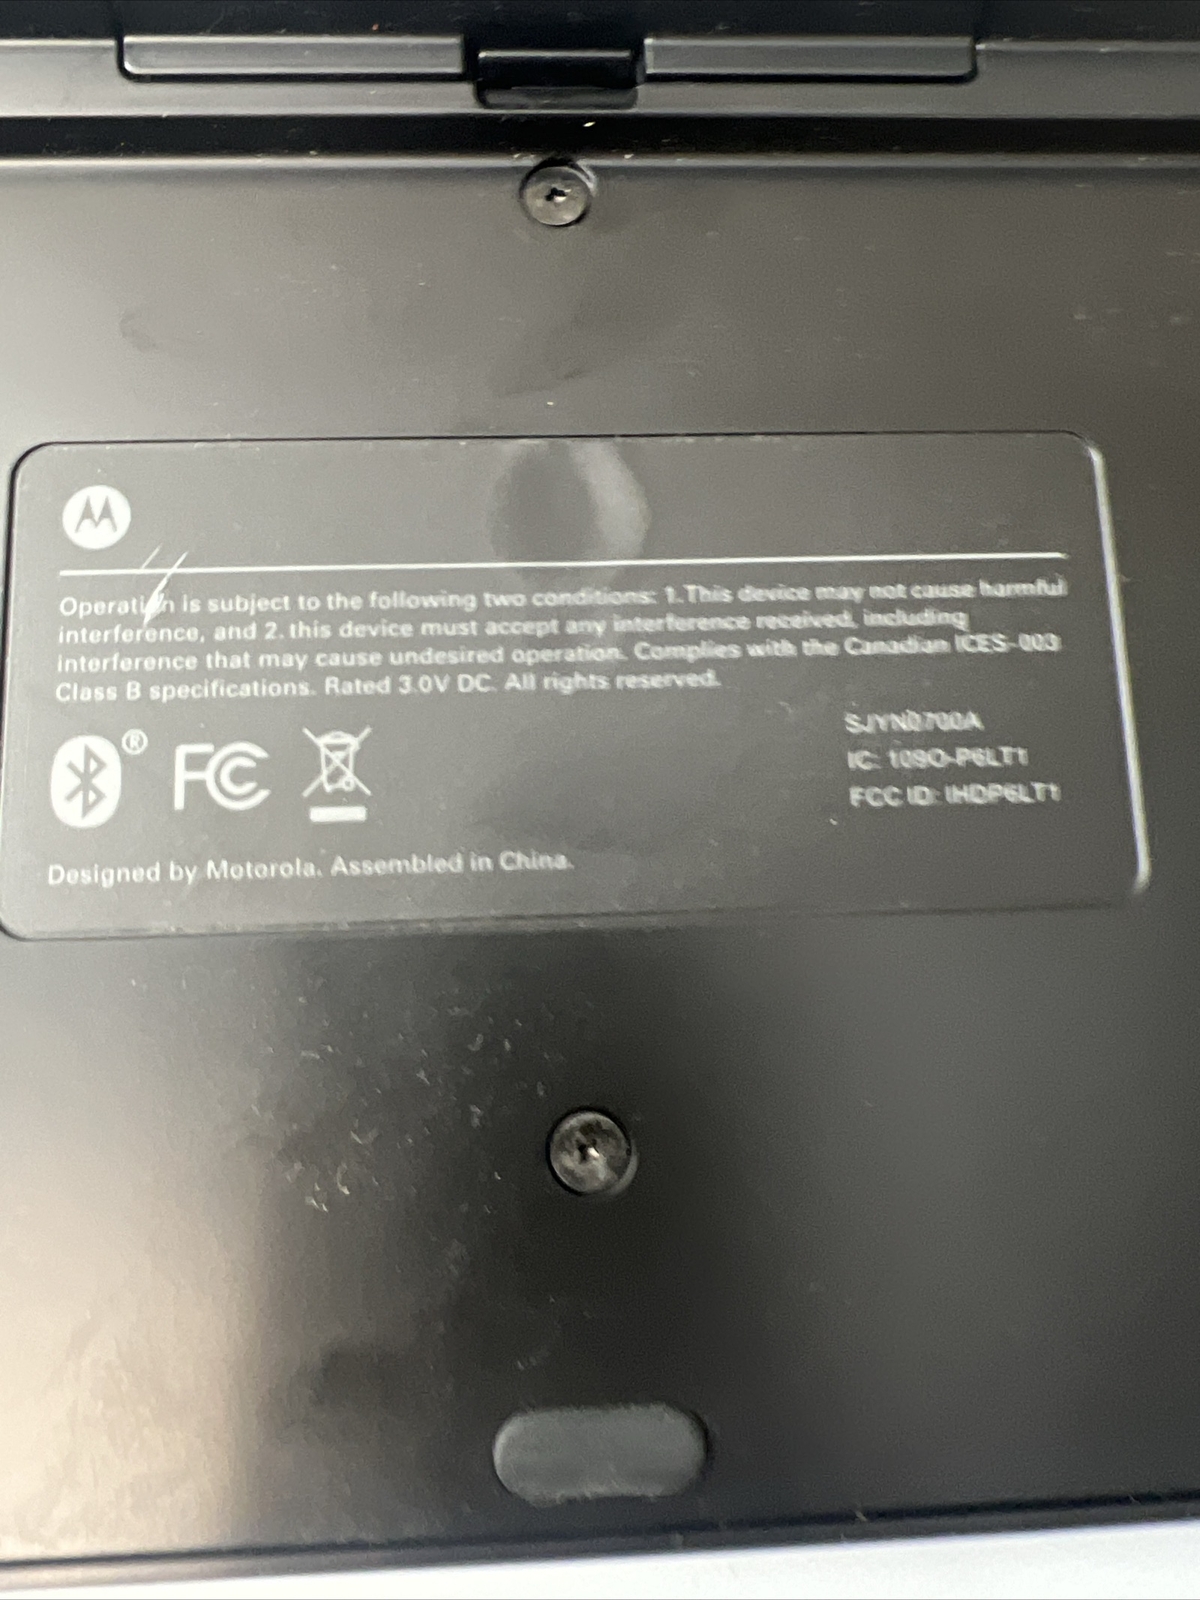 Operation is subject to the following two conditions: 1. This device may not cause harmful
interference, and 2. this device must accept any interference received, including
interference that may cause undesired operation. Complies with the Canadian ICES-003
Class B specifications. Rated 3.0V DC. All rights reserved.
®
FC
SJYN0700A
IC: 109O-P6LT1
FCC ID: IHDP6LT1
Designed by Motorola. Assembled in China.